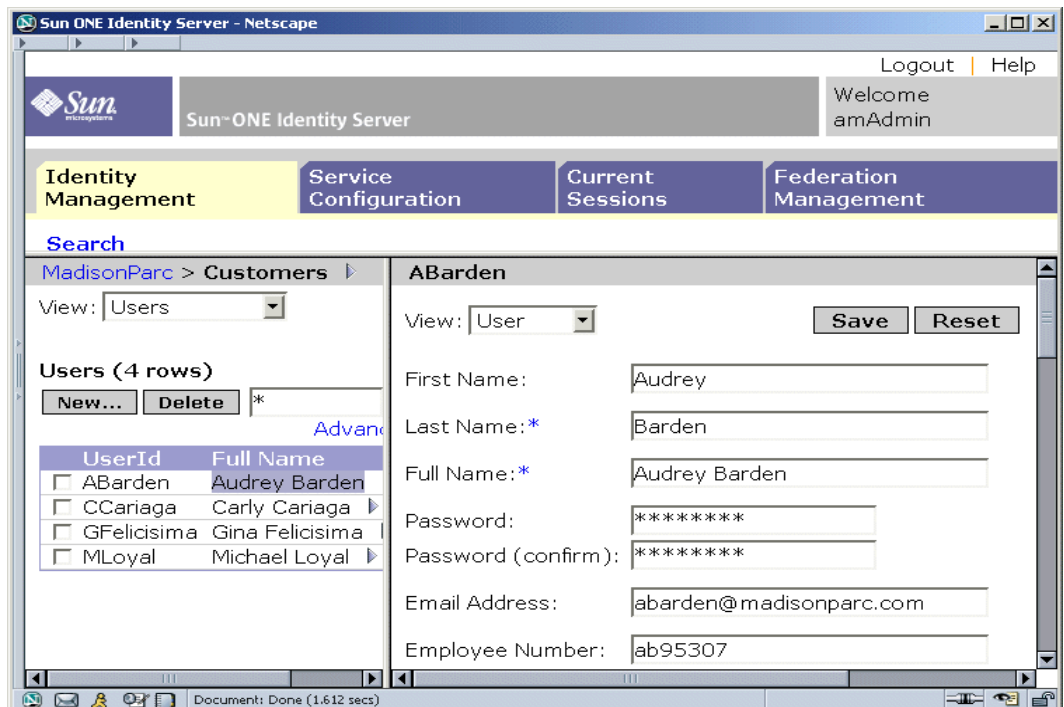 Sun ONE Identity Server - Netscape
Logout | Help
Sun
microsystems
Sun™ ONE Identity Server
Welcome
amAdmin
Identity
Management
Service
Configuration
Current
Sessions
Federation
Management
Search
MadisonParc > Customers
View: Users
Users (4 rows)
New... Delete *
Advanc
UserId Full Name
ABarden Audrey Barden
CCariaga Carly Cariaga
GFelicisima Gina Felicisima
MLoyal Michael Loyal
ABarden
View: User Save Reset
First Name: Audrey
Last Name:* Barden
Full Name:* Audrey Barden
Password: ********
Password (confirm): ********
Email Address: abarden@madisonparc.com
Employee Number: ab95307
Document: Done (1.612 secs)